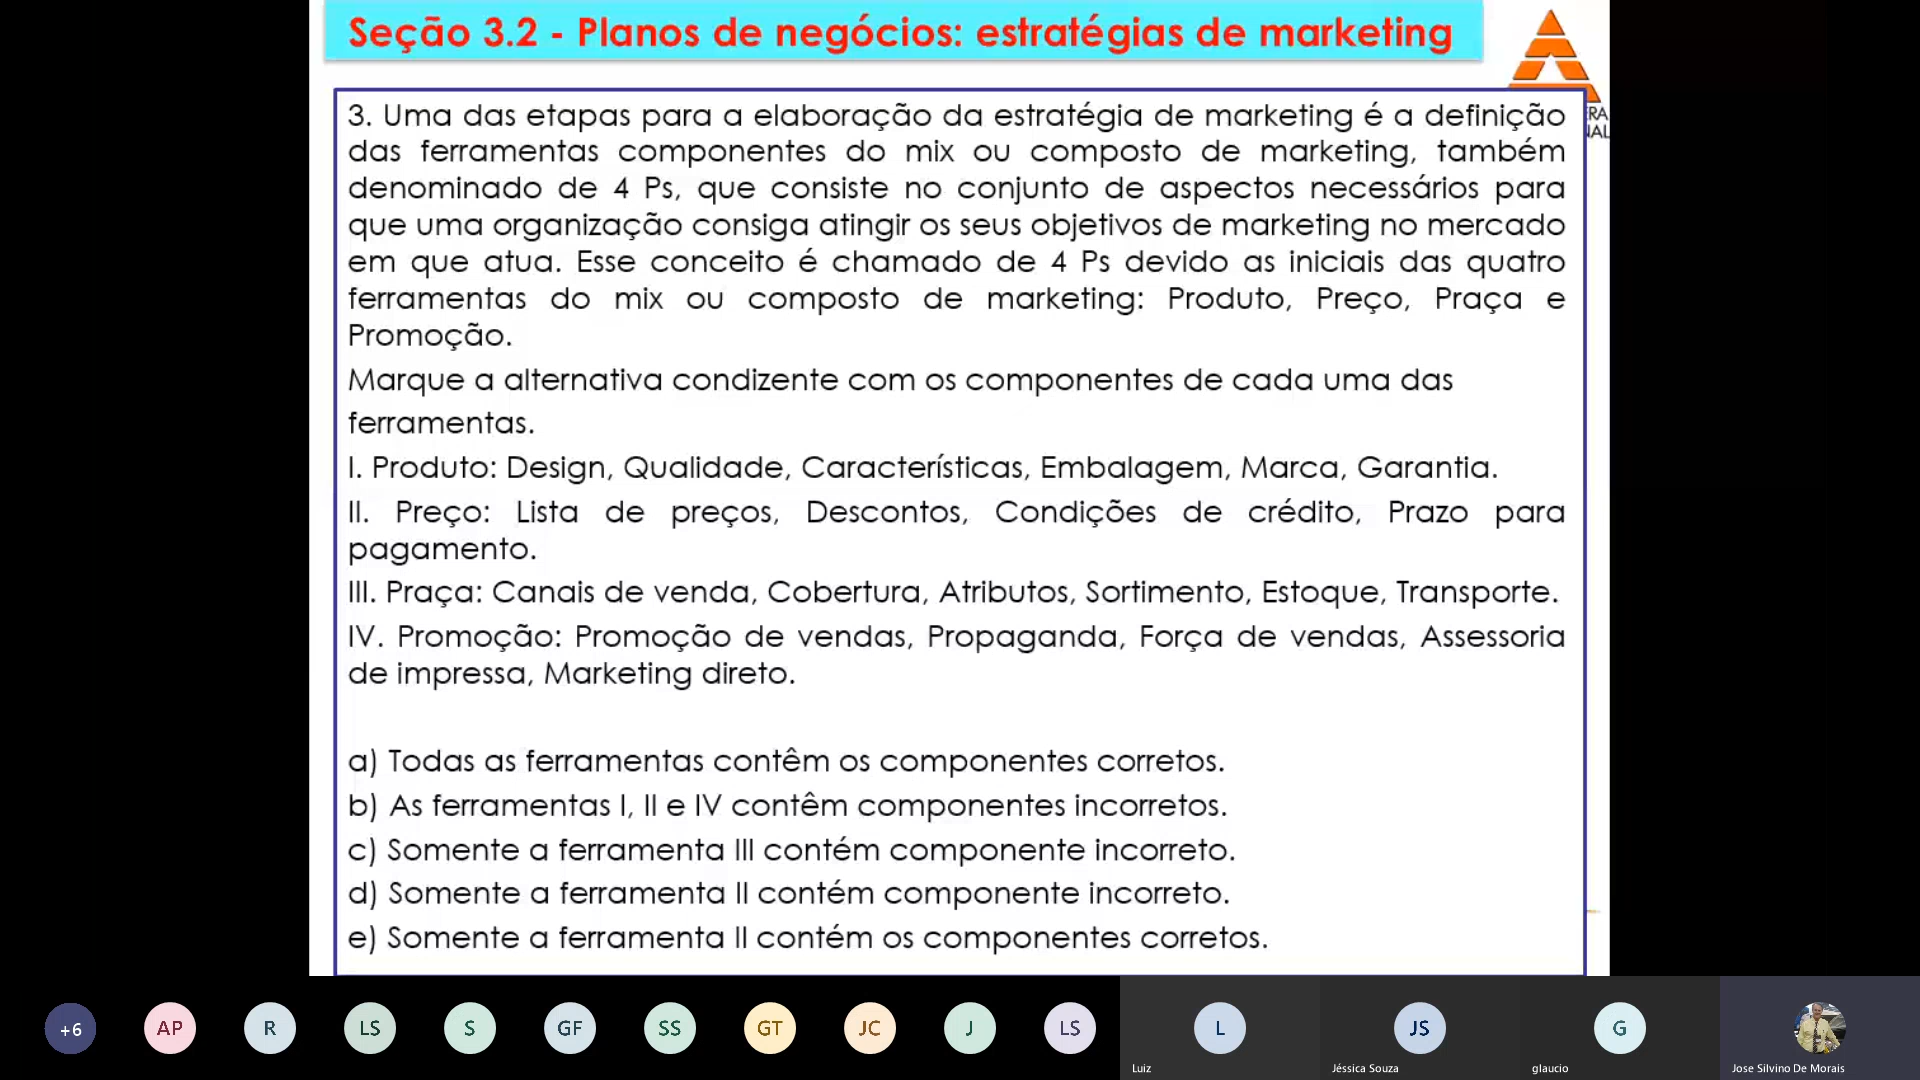 Seção 3.2 - Planos de negócios: estratégias de marketing
3. Uma das etapas para a elaboração da estratégia de marketing é a definição
das ferramentas componentes do mix ou composto de marketing, também
denominado de 4 Ps, que consiste no conjunto de aspectos necessários para
que uma organização consiga atingir os seus objetivos de marketing no mercado
em que atua. Esse conceito é chamado de 4 Ps devido as iniciais das quatro
ferramentas do mix ou composto de marketing: Produto, Preço, Praça e
Promoção.
Marque a alternativa condizente com os componentes de cada uma das
ferramentas.
I. Produto: Design, Qualidade, Características, Embalagem, Marca, Garantia.
II. Preço: Lista de preços, Descontos, Condições de crédito, Prazo para
pagamento.
III. Praça: Canais de venda, Cobertura, Atributos, Sortimento, Estoque, Transporte.
IV. Promoção: Promoção de vendas, Propaganda, Força de vendas, Assessoria
de impressa, Marketing direto.
a) Todas as ferramentas contêm os componentes corretos.
b) As ferramentas I, II e IV contêm componentes incorretos.
c) Somente a ferramenta III contém componente incorreto.
d) Somente a ferramenta II contém componente incorreto.
e) Somente a ferramenta II contém os componentes corretos.
+6 AP R LS S GF SS GT JC J LS L JS G
Luiz Jéssica Souza glaucio Jose Silvino De Morais